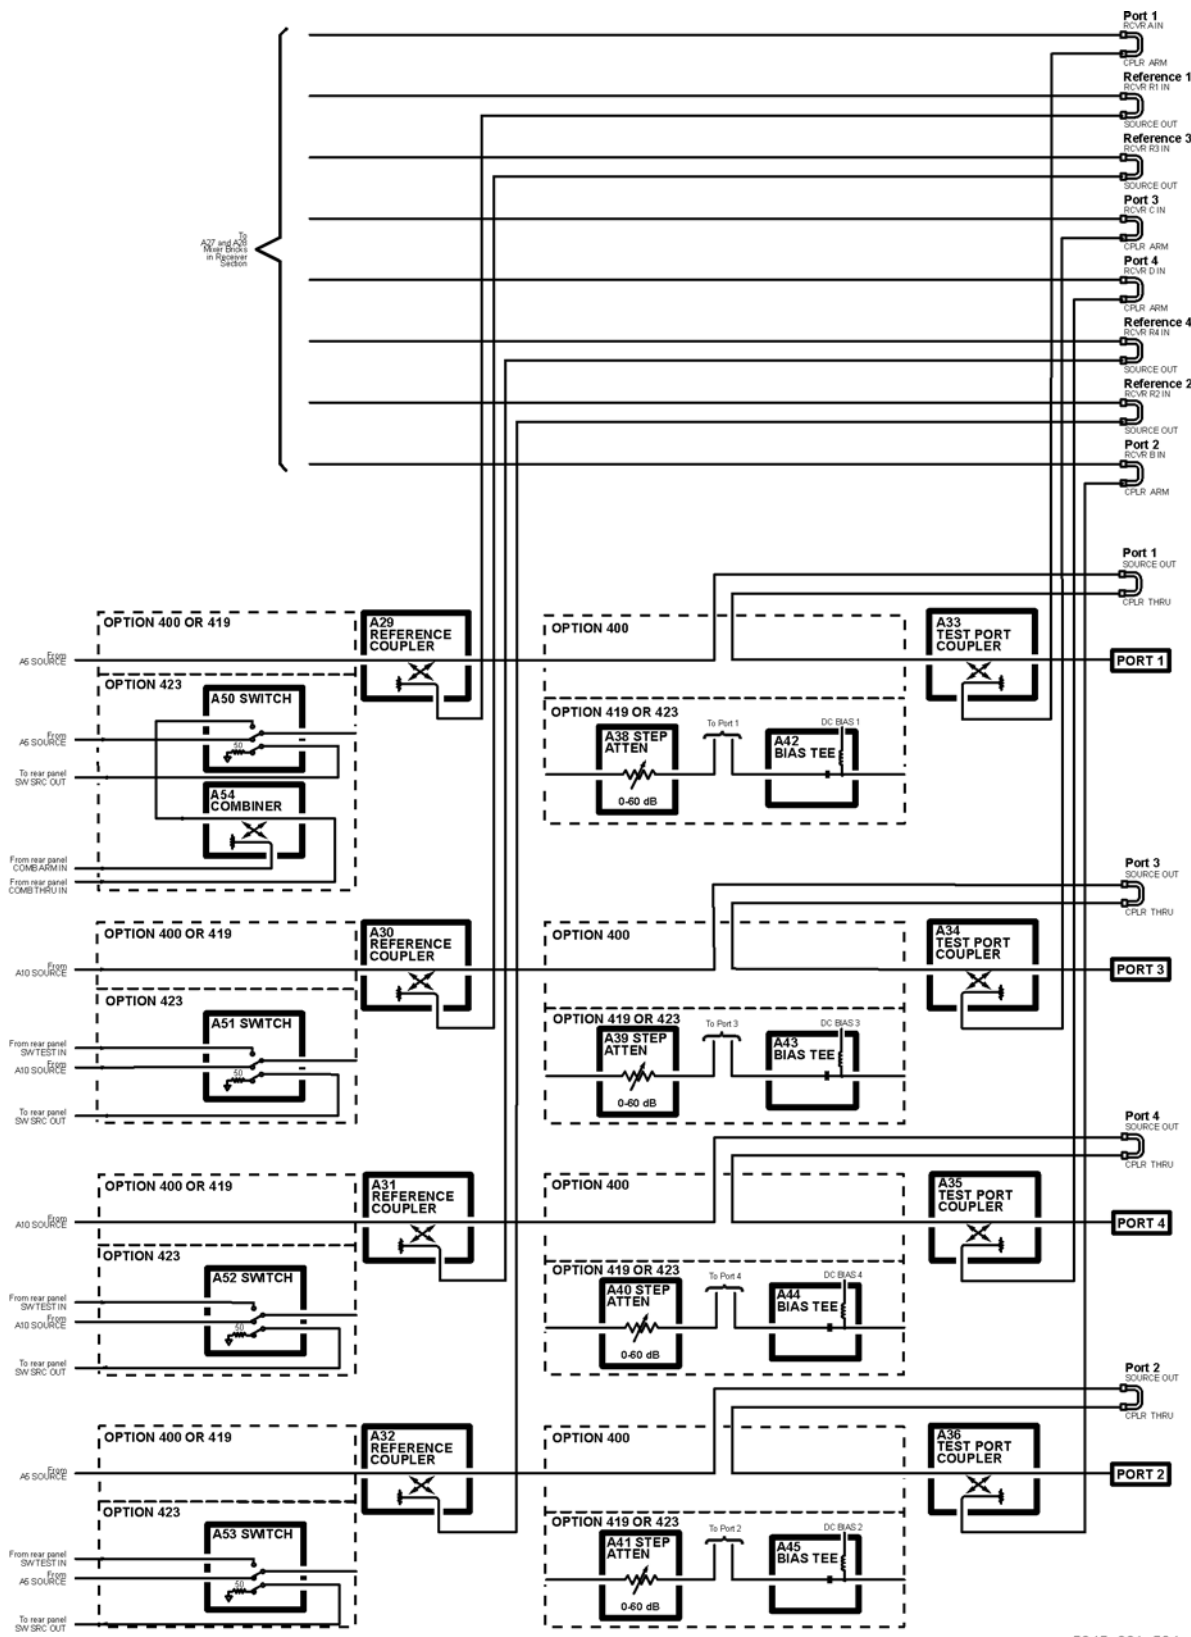 Port 1
RCVR A IN
CPLR ARM
Reference 1
RCVR R1 IN
SOURCE OUT
Reference 3
RCVR R3 IN
SOURCE OUT
Port 3
RCVR C IN
CPLR ARM
To
A27 and A28
Mixer Bricks
in Receiver
Section
Port 4
RCVR D IN
CPLR ARM
Reference 4
RCVR R4 IN
SOURCE OUT
Reference 2
RCVR R2 IN
SOURCE OUT
Port 2
RCVR B IN
CPLR ARM
Port 1
SOURCE OUT
CPLR THRU
OPTION 400 OR 419
A29
REFERENCE
COUPLER
OPTION 400
A33
TEST PORT
COUPLER
From
A6 SOURCE
PORT 1
OPTION 423
A50 SWITCH
From
A6 SOURCE
50
To rear panel
SW SRC OUT
A54
COMBINER
From rear panel
COMB ARM IN
From rear panel
COMB THRU IN
OPTION 419 OR 423
A38 STEP
ATTEN
0-60 dB
To Port 1
DC BIAS 1
A42
BIAS TEE
Port 3
SOURCE OUT
CPLR THRU
OPTION 400 OR 419
A30
REFERENCE
COUPLER
OPTION 400
A34
TEST PORT
COUPLER
From
A10 SOURCE
PORT 3
OPTION 423
A51 SWITCH
From rear panel
SW TEST IN
From
A10 SOURCE
50
To rear panel
SW SRC OUT
OPTION 419 OR 423
A39 STEP
ATTEN
0-60 dB
To Port 3
DC BIAS 3
A43
BIAS TEE
Port 4
SOURCE OUT
CPLR THRU
OPTION 400 OR 419
A31
REFERENCE
COUPLER
OPTION 400
A35
TEST PORT
COUPLER
From
A10 SOURCE
PORT 4
OPTION 423
A52 SWITCH
From rear panel
SW TEST IN
From
A10 SOURCE
50
To rear panel
SW SRC OUT
OPTION 419 OR 423
A40 STEP
ATTEN
0-60 dB
To Port 4
DC BIAS 4
A44
BIAS TEE
Port 2
SOURCE OUT
CPLR THRU
OPTION 400 OR 419
A32
REFERENCE
COUPLER
OPTION 400
A36
TEST PORT
COUPLER
From
A6 SOURCE
PORT 2
OPTION 423
A53 SWITCH
From rear panel
SW TEST IN
From
A6 SOURCE
50
To rear panel
SW SRC OUT
OPTION 419 OR 423
A41 STEP
ATTEN
0-60 dB
To Port 2
DC BIAS 2
A45
BIAS TEE